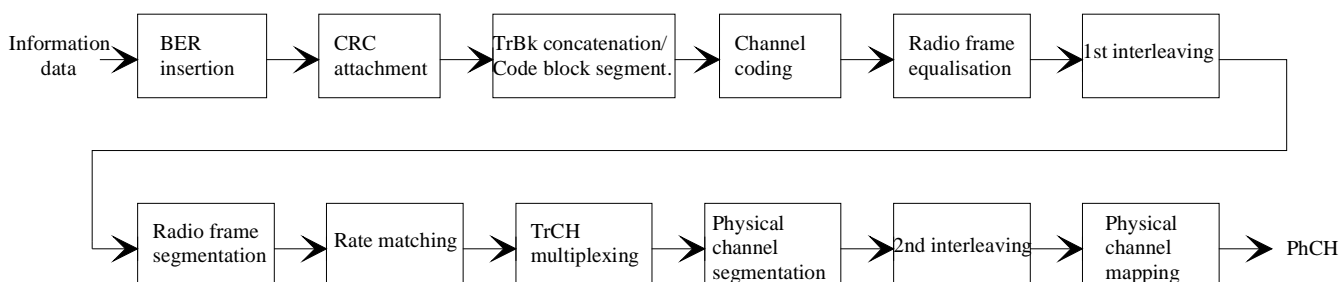 Information
data
BER
insertion
CRC
attachment
TrBk concatenation/
Code block segment.
Channel
coding
Radio frame
equalisation
1st interleaving
Radio frame
segmentation
Rate matching
TrCH
multiplexing
Physical
channel
segmentation
2nd interleaving
Physical
channel
mapping
PhCH